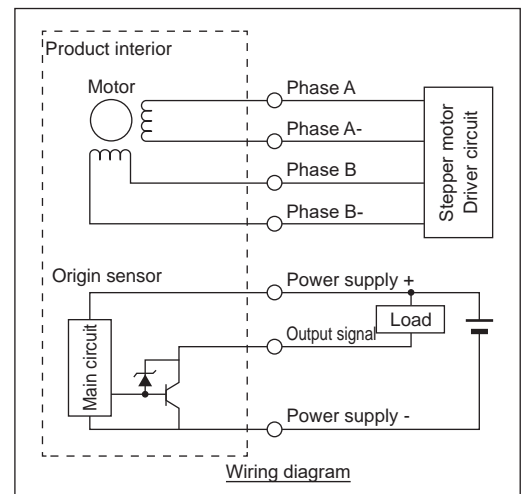 Product interior
Motor
Phase A
Phase A-
Phase B
Phase B-
Stepper motor
Driver circuit
Origin sensor
Power supply +
Main circuit
Output signal
Load
Power supply -
Wiring diagram